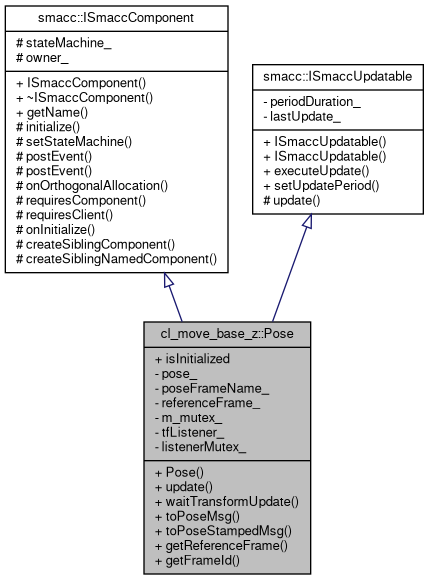 smacc::ISmaccComponent
# stateMachine_
# owner_
+ ISmaccComponent()
+ ~ISmaccComponent()
+ getName()
# initialize()
# setStateMachine()
# postEvent()
# postEvent()
# onOrthogonalAllocation()
# requiresComponent()
# requiresClient()
# onInitialize()
# createSiblingComponent()
# createSiblingNamedComponent()
smacc::ISmaccUpdatable
- periodDuration_
- lastUpdate_
+ ISmaccUpdatable()
+ ISmaccUpdatable()
+ executeUpdate()
+ setUpdatePeriod()
# update()
cl_move_base_z::Pose
+ isInitialized
- pose_
- poseFrameName_
- referenceFrame_
- m_mutex_
- tfListener_
- listenerMutex_
+ Pose()
+ update()
+ waitTransformUpdate()
+ toPoseMsg()
+ toPoseStampedMsg()
+ getReferenceFrame()
+ getFrameId()